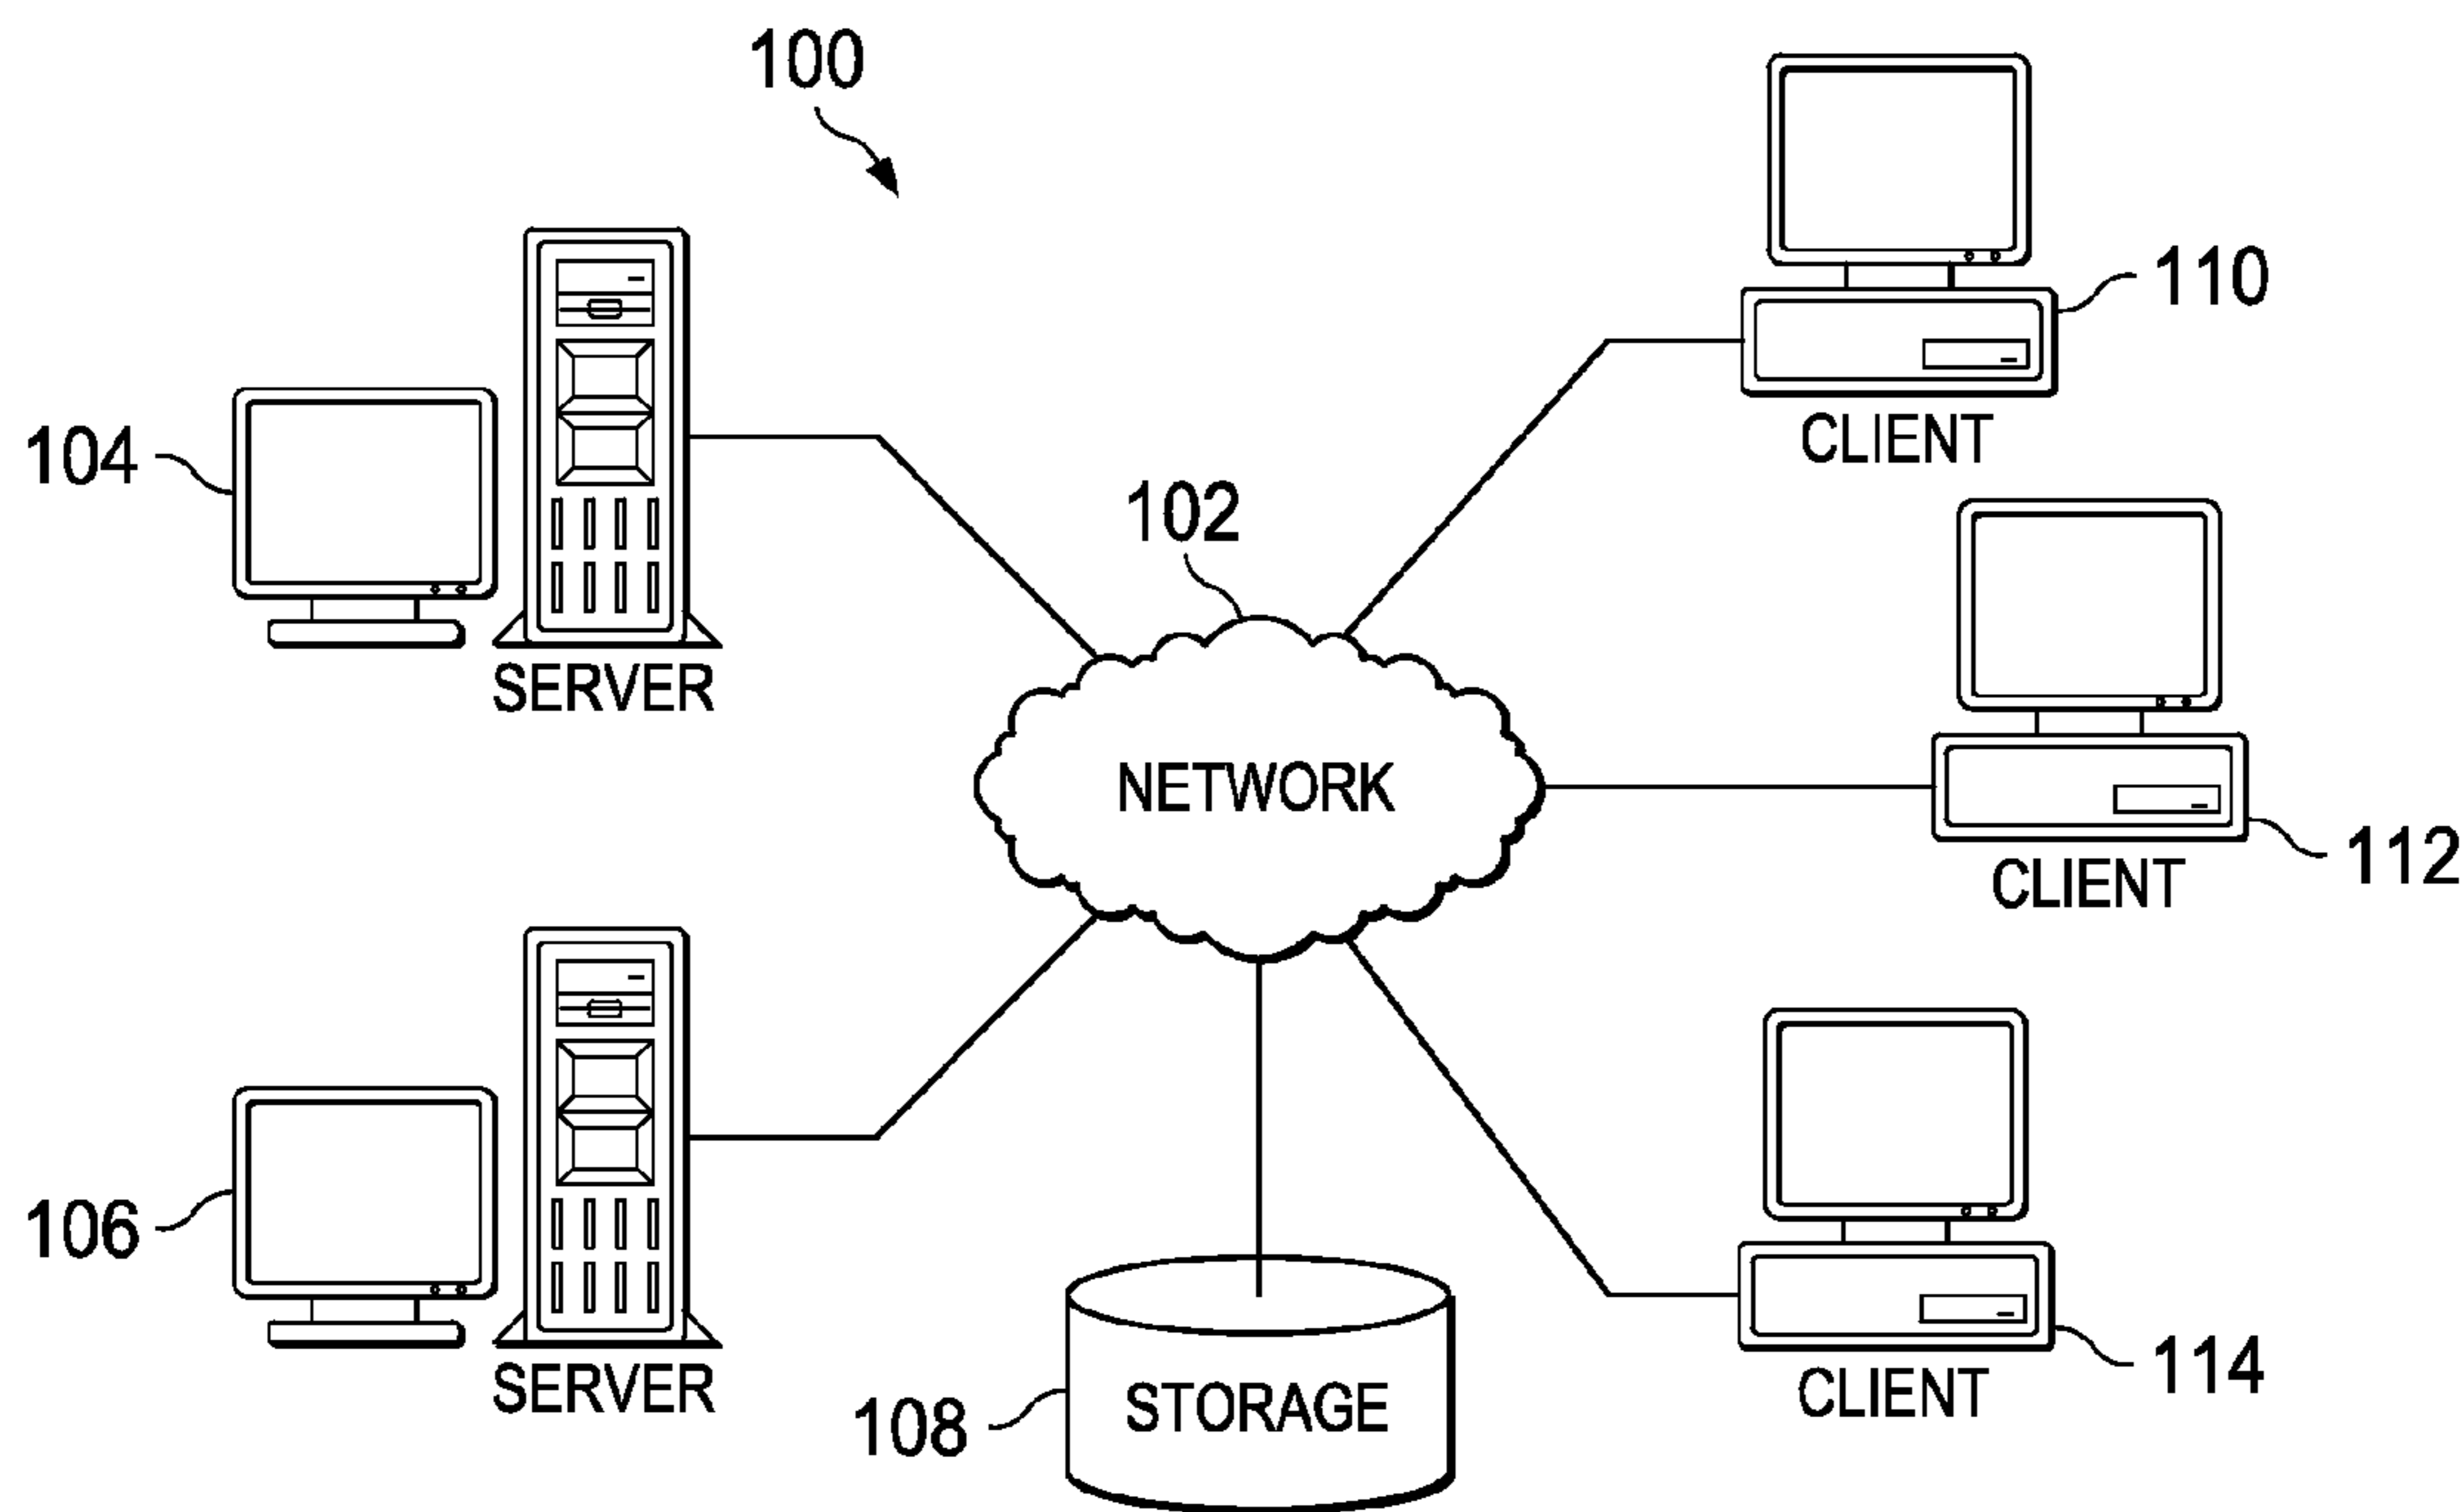 100
110
CLIENT
104
102
SERVER
NETWORK
112
CLIENT
106
SERVER
108
STORAGE
114
CLIENT